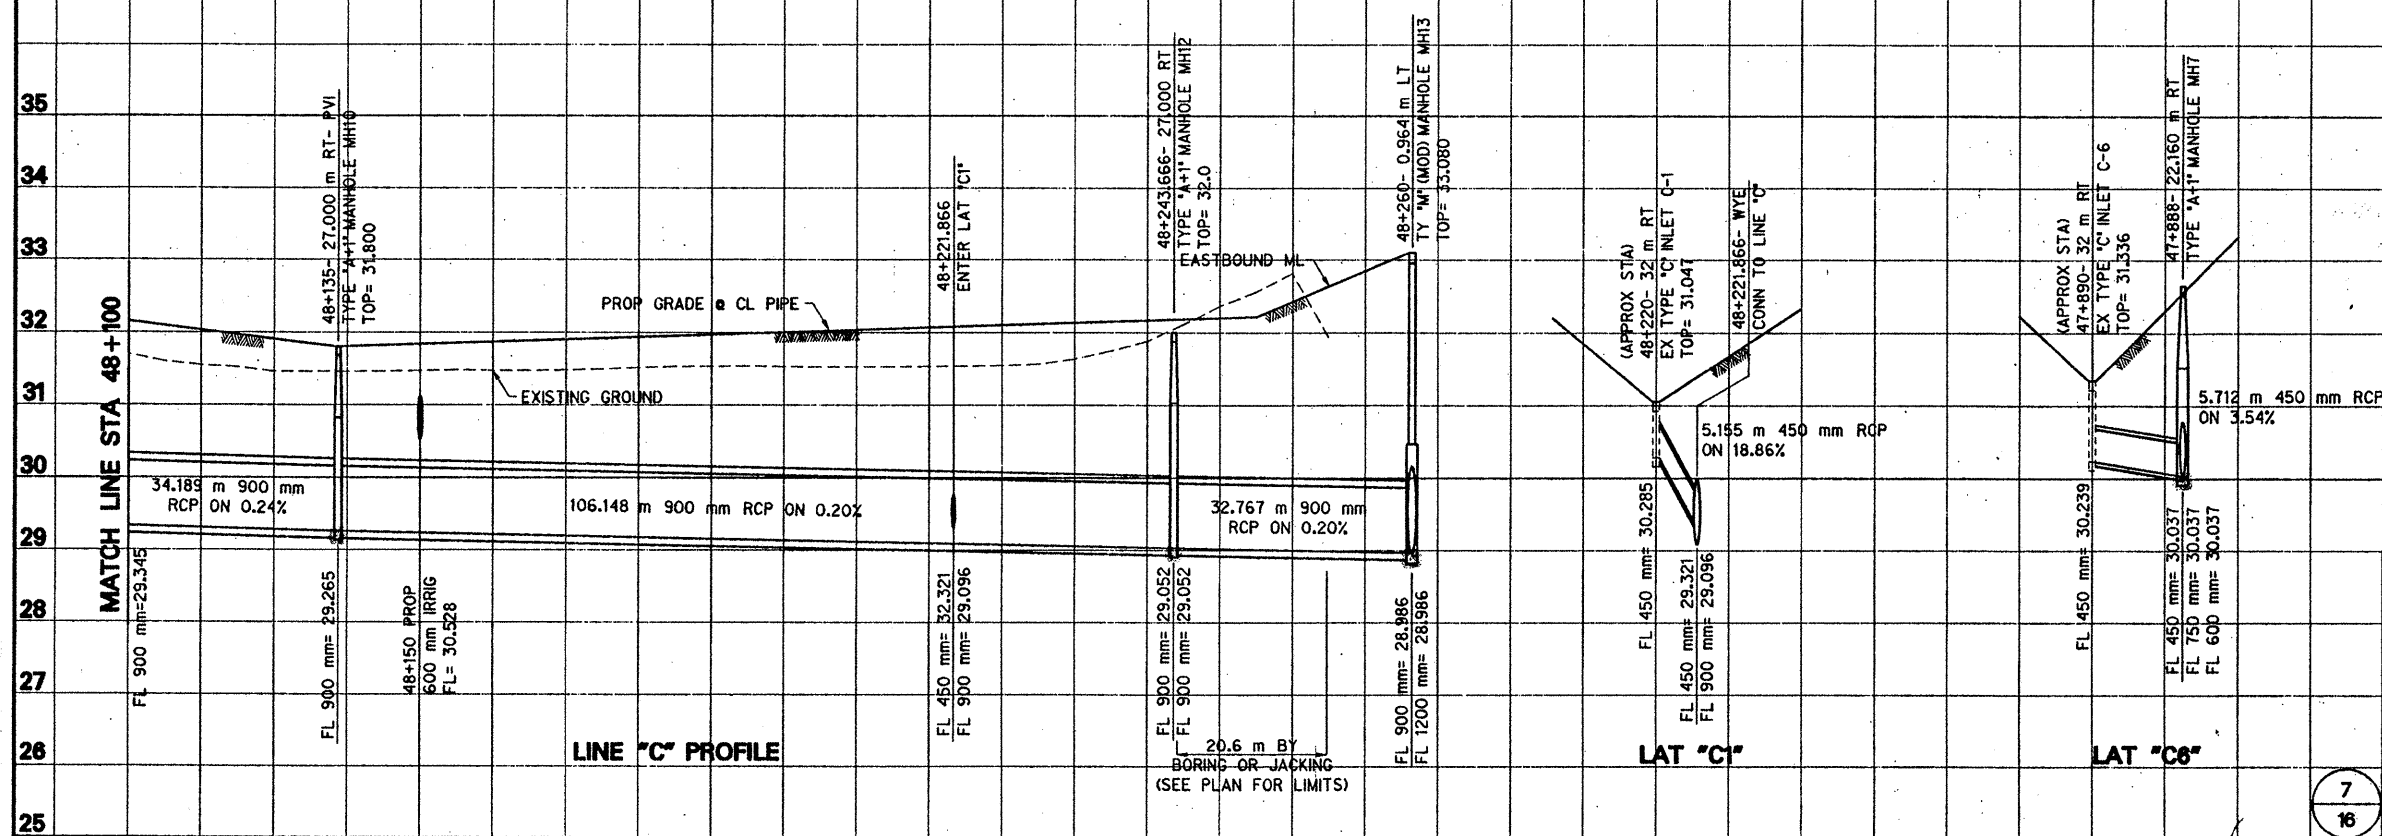 35
34
33
32
31
30
29
28
27
26
25
MATCH LINE STA 48+100
FL 900 mm=29.345
34.189 m 900 mm
RCP ON 0.24%
48+135- 27.000 m RT- PVI
TYPE "A+1" MANHOLE MH10
TOP= 31.800
FL 900 mm= 29.265
48+150 PROP
600 mm IRRIG
FL= 30.528
EXISTING GROUND
PROP GRADE @ CL PIPE
106.148 m 900 mm RCP ON 0.20%
48+221.866
ENTER LAT "C1"
FL 450 mm= 32.321
FL 900 mm= 29.096
LINE "C" PROFILE
48+243.666- 27.000 RT
TYPE "A+1" MANHOLE MH12
TOP= 32.0
FL 900 mm= 29.052
FL 900 mm= 29.052
EASTBOUND ML
32.767 m 900 mm
RCP ON 0.20%
20.6 m BY
BORING OR JACKING
(SEE PLAN FOR LIMITS)
48+260- 0.964 m LT
TY "M" (MOD) MANHOLE MH13
TOP= 33.080
FL 900 mm= 28.986
FL 1200 mm= 28.986
(APPROX STA)
48+220- 32 m RT
EX TYPE "C" INLET C-1
TOP= 31.047
48+221.866- WYE
CONN TO LINE "C"
5.155 m 450 mm RCP
ON 18.86%
FL 450 mm= 30.285
FL 450 mm= 29.321
FL 900 mm= 29.096
LAT "C1"
(APPROX STA)
47+890- 32 m RT
EX TYPE "C" INLET C-6
TOP= 31.336
47+888- 22.160 m RT
TYPE "A+1" MANHOLE MH7
5.712 m 450 mm RCP
ON 3.54%
FL 450 mm= 30.239
FL 450 mm= 30.037
FL 750 mm= 30.037
FL 600 mm= 30.037
LAT "C6"
7
16